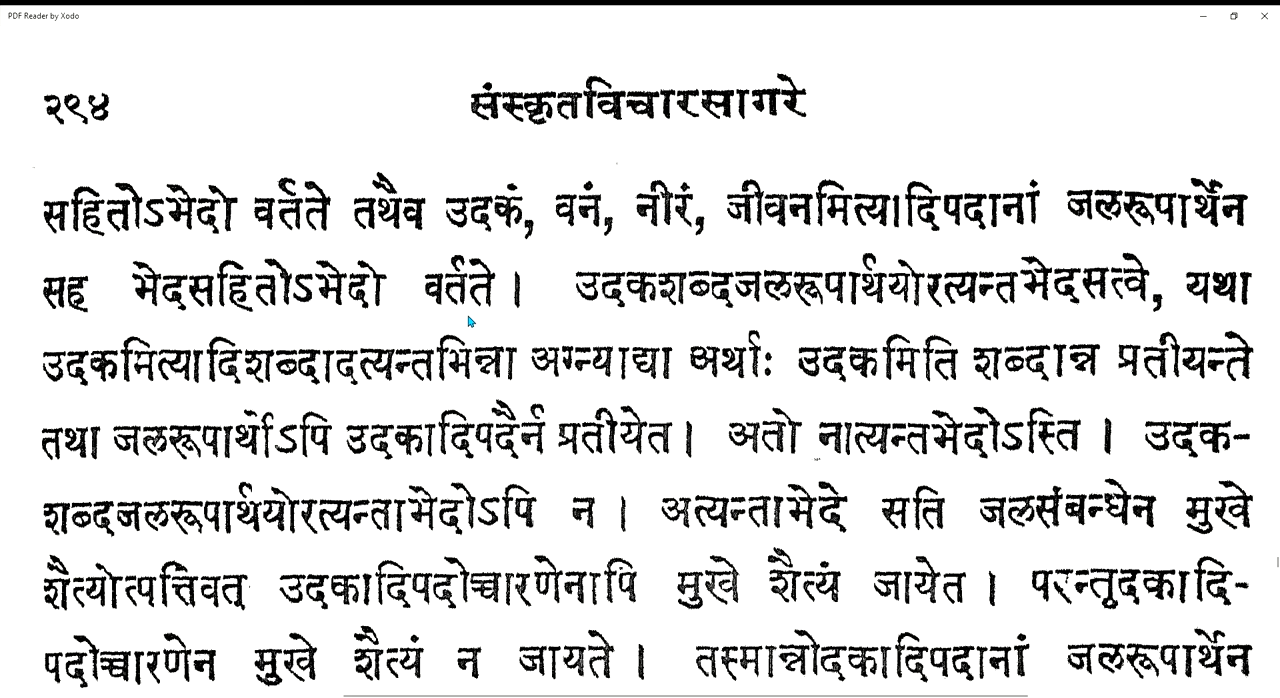 PDF Reader by Xodo
२९४ संस्कृतविचारसागरे
सहितोऽभेदो वर्तते तथैव उदकं, वनं, नीरं, जीवनमित्यादिपदानां जलरूपार्थेन
सह भेदसहितोऽभेदो वर्तते । उदकशब्दजलरूपार्थयोरत्यन्तभेदसत्वे, यथा
उदकमित्यादिशब्दादत्यन्तभिन्ना अग्न्याद्या अर्थाः उदकमिति शब्दान्न प्रतीयन्ते
तथा जलरूपार्थोऽपि उदकादिपदैर्न प्रतीयेत । अतो नात्यन्तभेदोऽस्ति । उदक-
शब्दजलरूपार्थयोरत्यन्ताभेदोऽपि न । अत्यन्ताभेदे सति जलसंबन्धेन मुखे
शैत्योत्पत्तिवत् उदकादिपदोच्चारणेनापि मुखे शैत्यं जायेत । परन्तूदकादि-
पदोच्चारणेन मुखे शैत्यं न जायते । तस्मान्नोदकादिपदानां जलरूपार्थेन